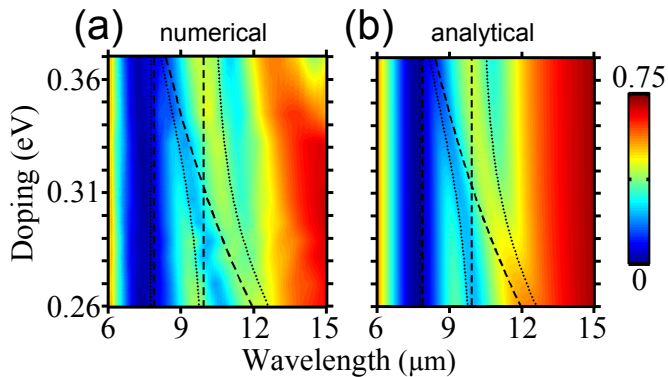 (a) numerical (b) analytical
0.36
0.31
0.26
Doping (eV)
6 9 12 15 6 9 12 15
Wavelength (μm)
0.75
0